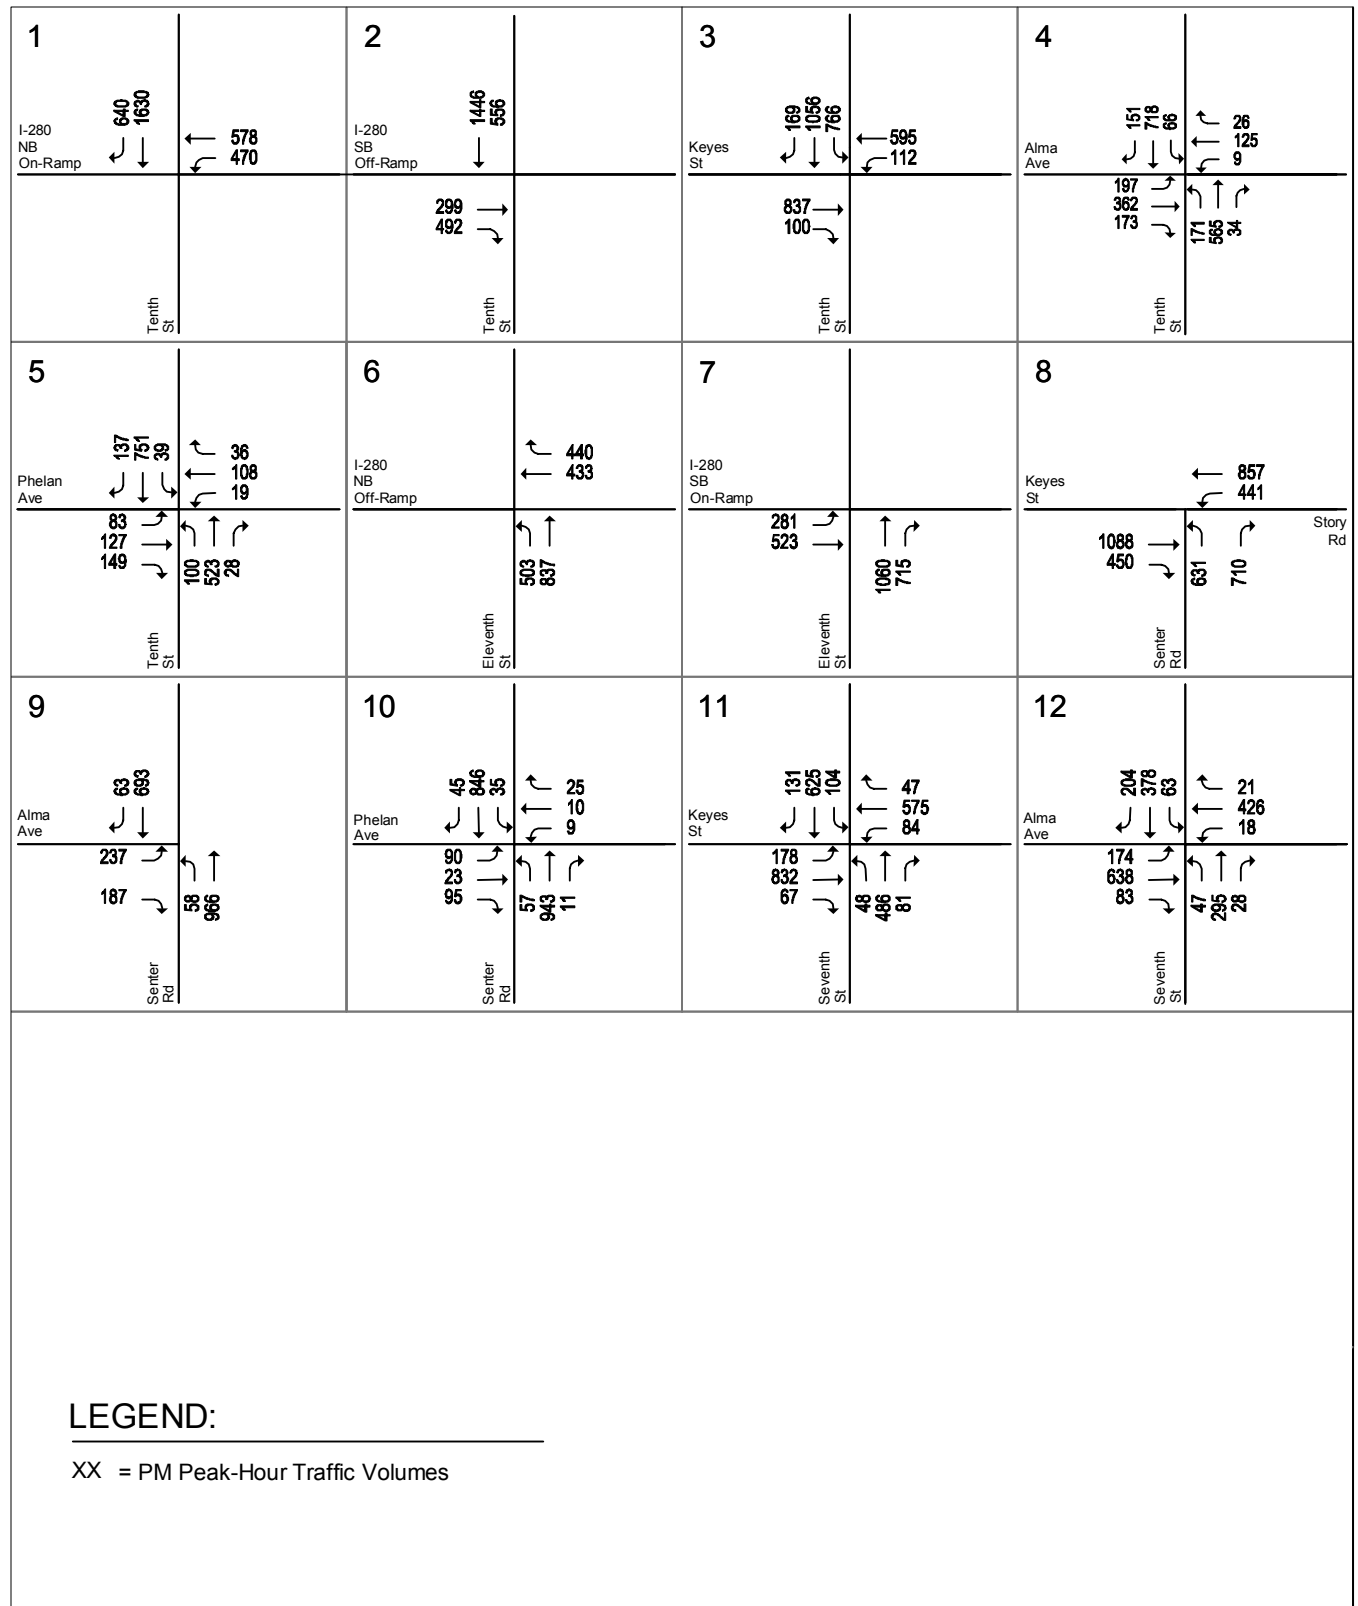 1
640
1630
I-280
NB
On-Ramp
578
470
Tenth
St
2
1446
556
I-280
SB
Off-Ramp
299
492
Tenth
St
3
169
1056
766
Keyes
St
595
112
837
100
Tenth
St
4
151
718
66
Alma
Ave
26
125
9
197
362
173
171
565
34
Tenth
St
5
137
751
39
Phelan
Ave
36
108
19
83
127
149
100
523
28
Tenth
St
6
I-280
NB
Off-Ramp
440
433
503
837
Eleventh
St
7
I-280
SB
On-Ramp
281
523
1060
715
Eleventh
St
8
Keyes
St
857
441
Story
Rd
1088
450
631
710
Senter
Rd
9
63
693
Alma
Ave
237
187
58
966
Senter
Rd
10
45
846
35
Phelan
Ave
25
10
9
90
23
95
57
943
11
Senter
Rd
11
131
625
104
Keyes
St
47
575
84
178
832
67
48
486
81
Seventh
St
12
204
378
63
Alma
Ave
21
426
18
174
638
83
47
295
28
Seventh
St
LEGEND:
XX = PM Peak-Hour Traffic Volumes